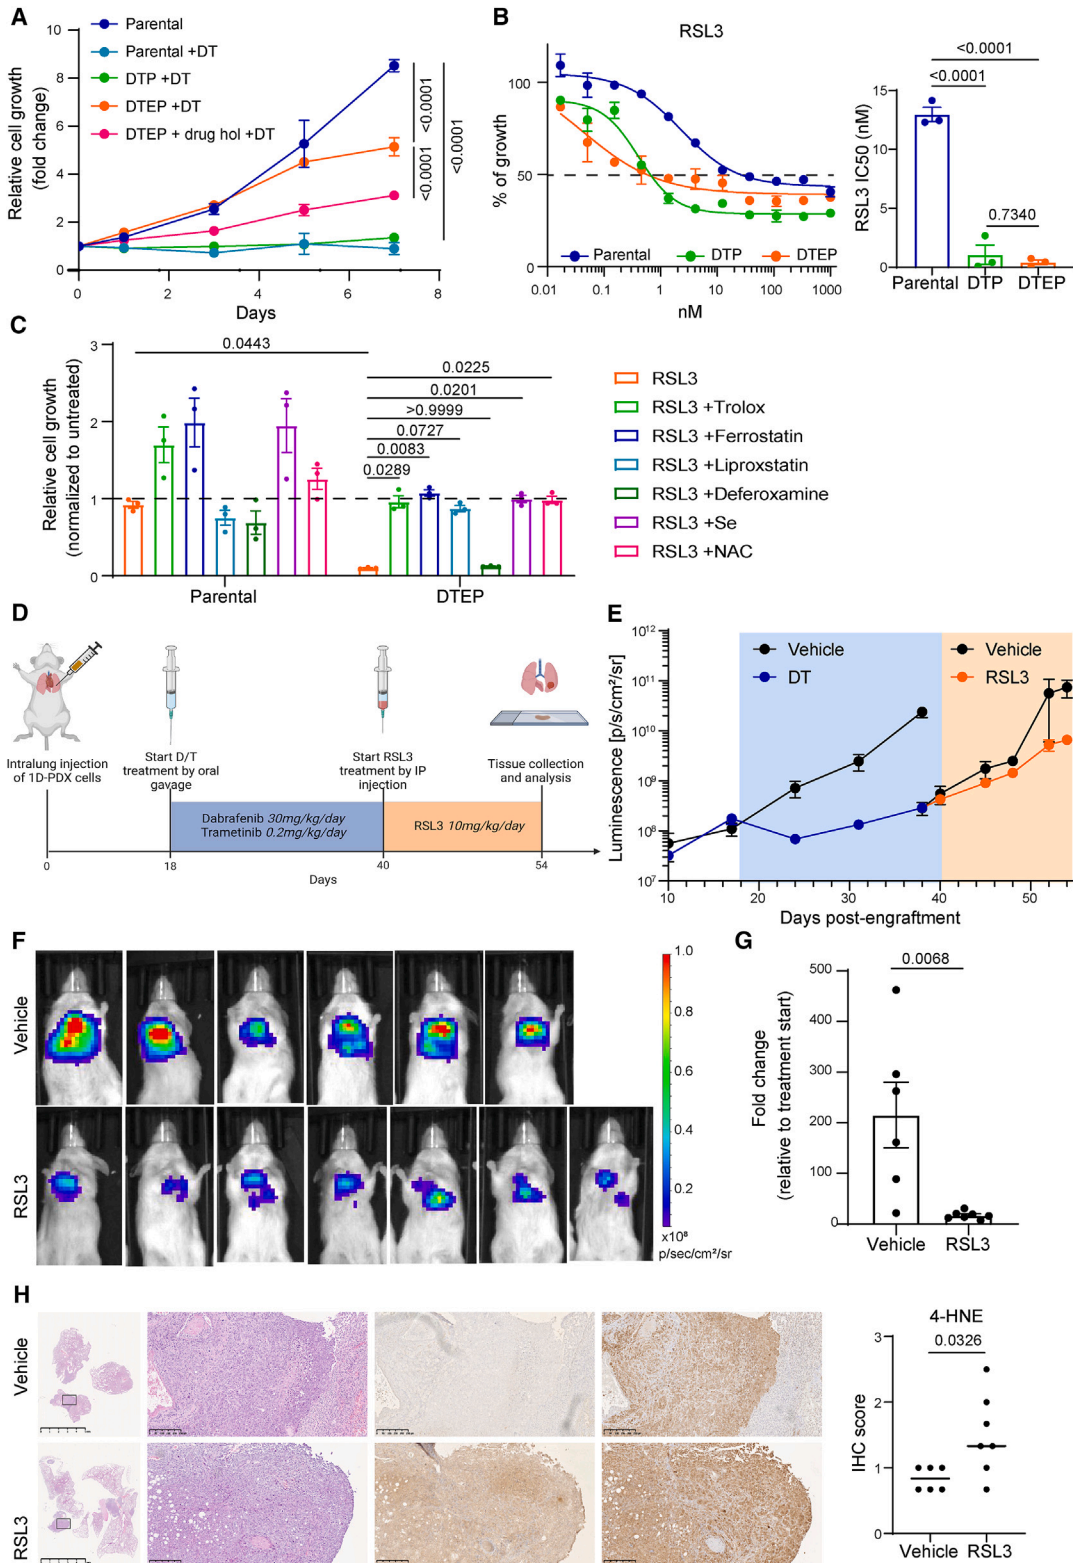 A
Relative cell growth
(fold change)
10
8
6
4
2
0
0
2
4
6
8
Days
Parental
Parental +DT
DTP +DT
DTEP +DT
DTEP + drug hol +DT
<0.0001
<0.0001
<0.0001
B
RSL3
% of growth
100
50
0
0.01
0.1
1
10
100
1000
nM
Parental
DTP
DTEP
RSL3 IC50 (nM)
15
10
5
0
<0.0001
<0.0001
0.7340
Parental
DTP
DTEP
C
Relative cell growth
(normalized to untreated)
3
2
1
0
0.0443
0.0225
0.0201
>0.9999
0.0727
0.0083
0.0289
Parental
DTEP
RSL3
RSL3 +Trolox
RSL3 +Ferrostatin
RSL3 +Liproxstatin
RSL3 +Deferoxamine
RSL3 +Se
RSL3 +NAC
D
Intralung injection
of 1D-PDX cells
Start D/T
treatment by oral
gavage
Start RSL3
treatment by IP
injection
Tissue collection
and analysis
Dabrafenib 30mg/kg/day
Trametinib 0.2mg/kg/day
RSL3 10mg/kg/day
0
18
40
54
Days
E
Luminescence [p/s/cm²/sr]
10¹²
10¹¹
10¹⁰
10⁹
10⁸
10⁷
Vehicle
DT
Vehicle
RSL3
10
20
30
40
50
Days post-engraftment
F
Vehicle
RSL3
1.0
0.8
0.6
0.4
0.2
x10⁸
p/sec/cm²/sr
G
Fold change
(relative to treatment start)
500
400
300
200
100
0
0.0068
Vehicle
RSL3
H
Vehicle
RSL3
4-HNE
0.0326
IHC score
3
2
1
0
Vehicle
RSL3